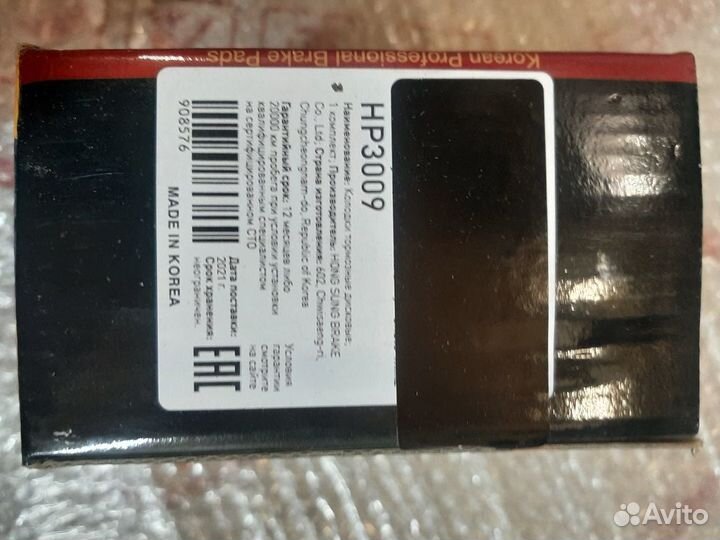 Korean Professional Brake Pads
HP3009
Наименование: Колодки тормозные дисковые,
1 комплект, Производитель: HONG SUNG BRAKE
Co., Ltd; Страна изготовления: 602, Chwisaeng-ri,
Chungcheongnam-do, Republic of Korea
Гарантийный срок: 12 месяцев либо
20000 км пробега при условии установки
квалифицированным специалистом
на сертифицированном СТО
908576
MADE IN KOREA
Дата поставки:
2021 г.
Срок хранения:
неограничен.
EAC
Условия
гарантии
смотрите
на сайте
Avito